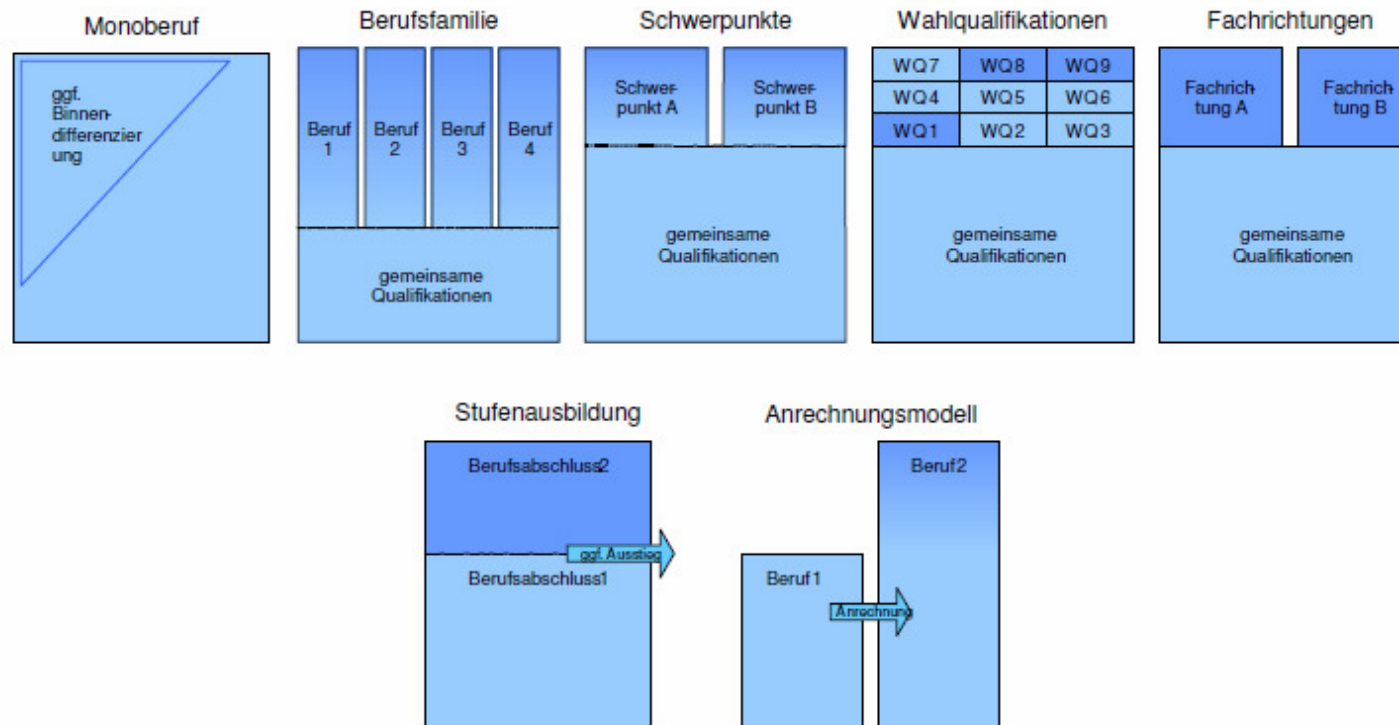 Monoberuf
Berufsfamilie
Schwerpunkte
Wahlqualifikationen
Fachrichtungen
ggf.
Binnen-
differenzier
ung
Beruf
1
Beruf
2
Beruf
3
Beruf
4
gemeinsame
Qualifikationen
Schwer-
punkt A
Schwer-
punkt B
gemeinsame
Qualifikationen
WQ7 WQ8 WQ9
WQ4 WQ5 WQ6
WQ1 WQ2 WQ3
gemeinsame
Qualifikationen
Fachrich-
tung A
Fachrich-
tung B
gemeinsame
Qualifikationen
Stufenausbildung
Berufsabschluss2
ggf. Ausstieg
Berufsabschluss1
Anrechnungsmodell
Beruf1
Anrechnung
Beruf2